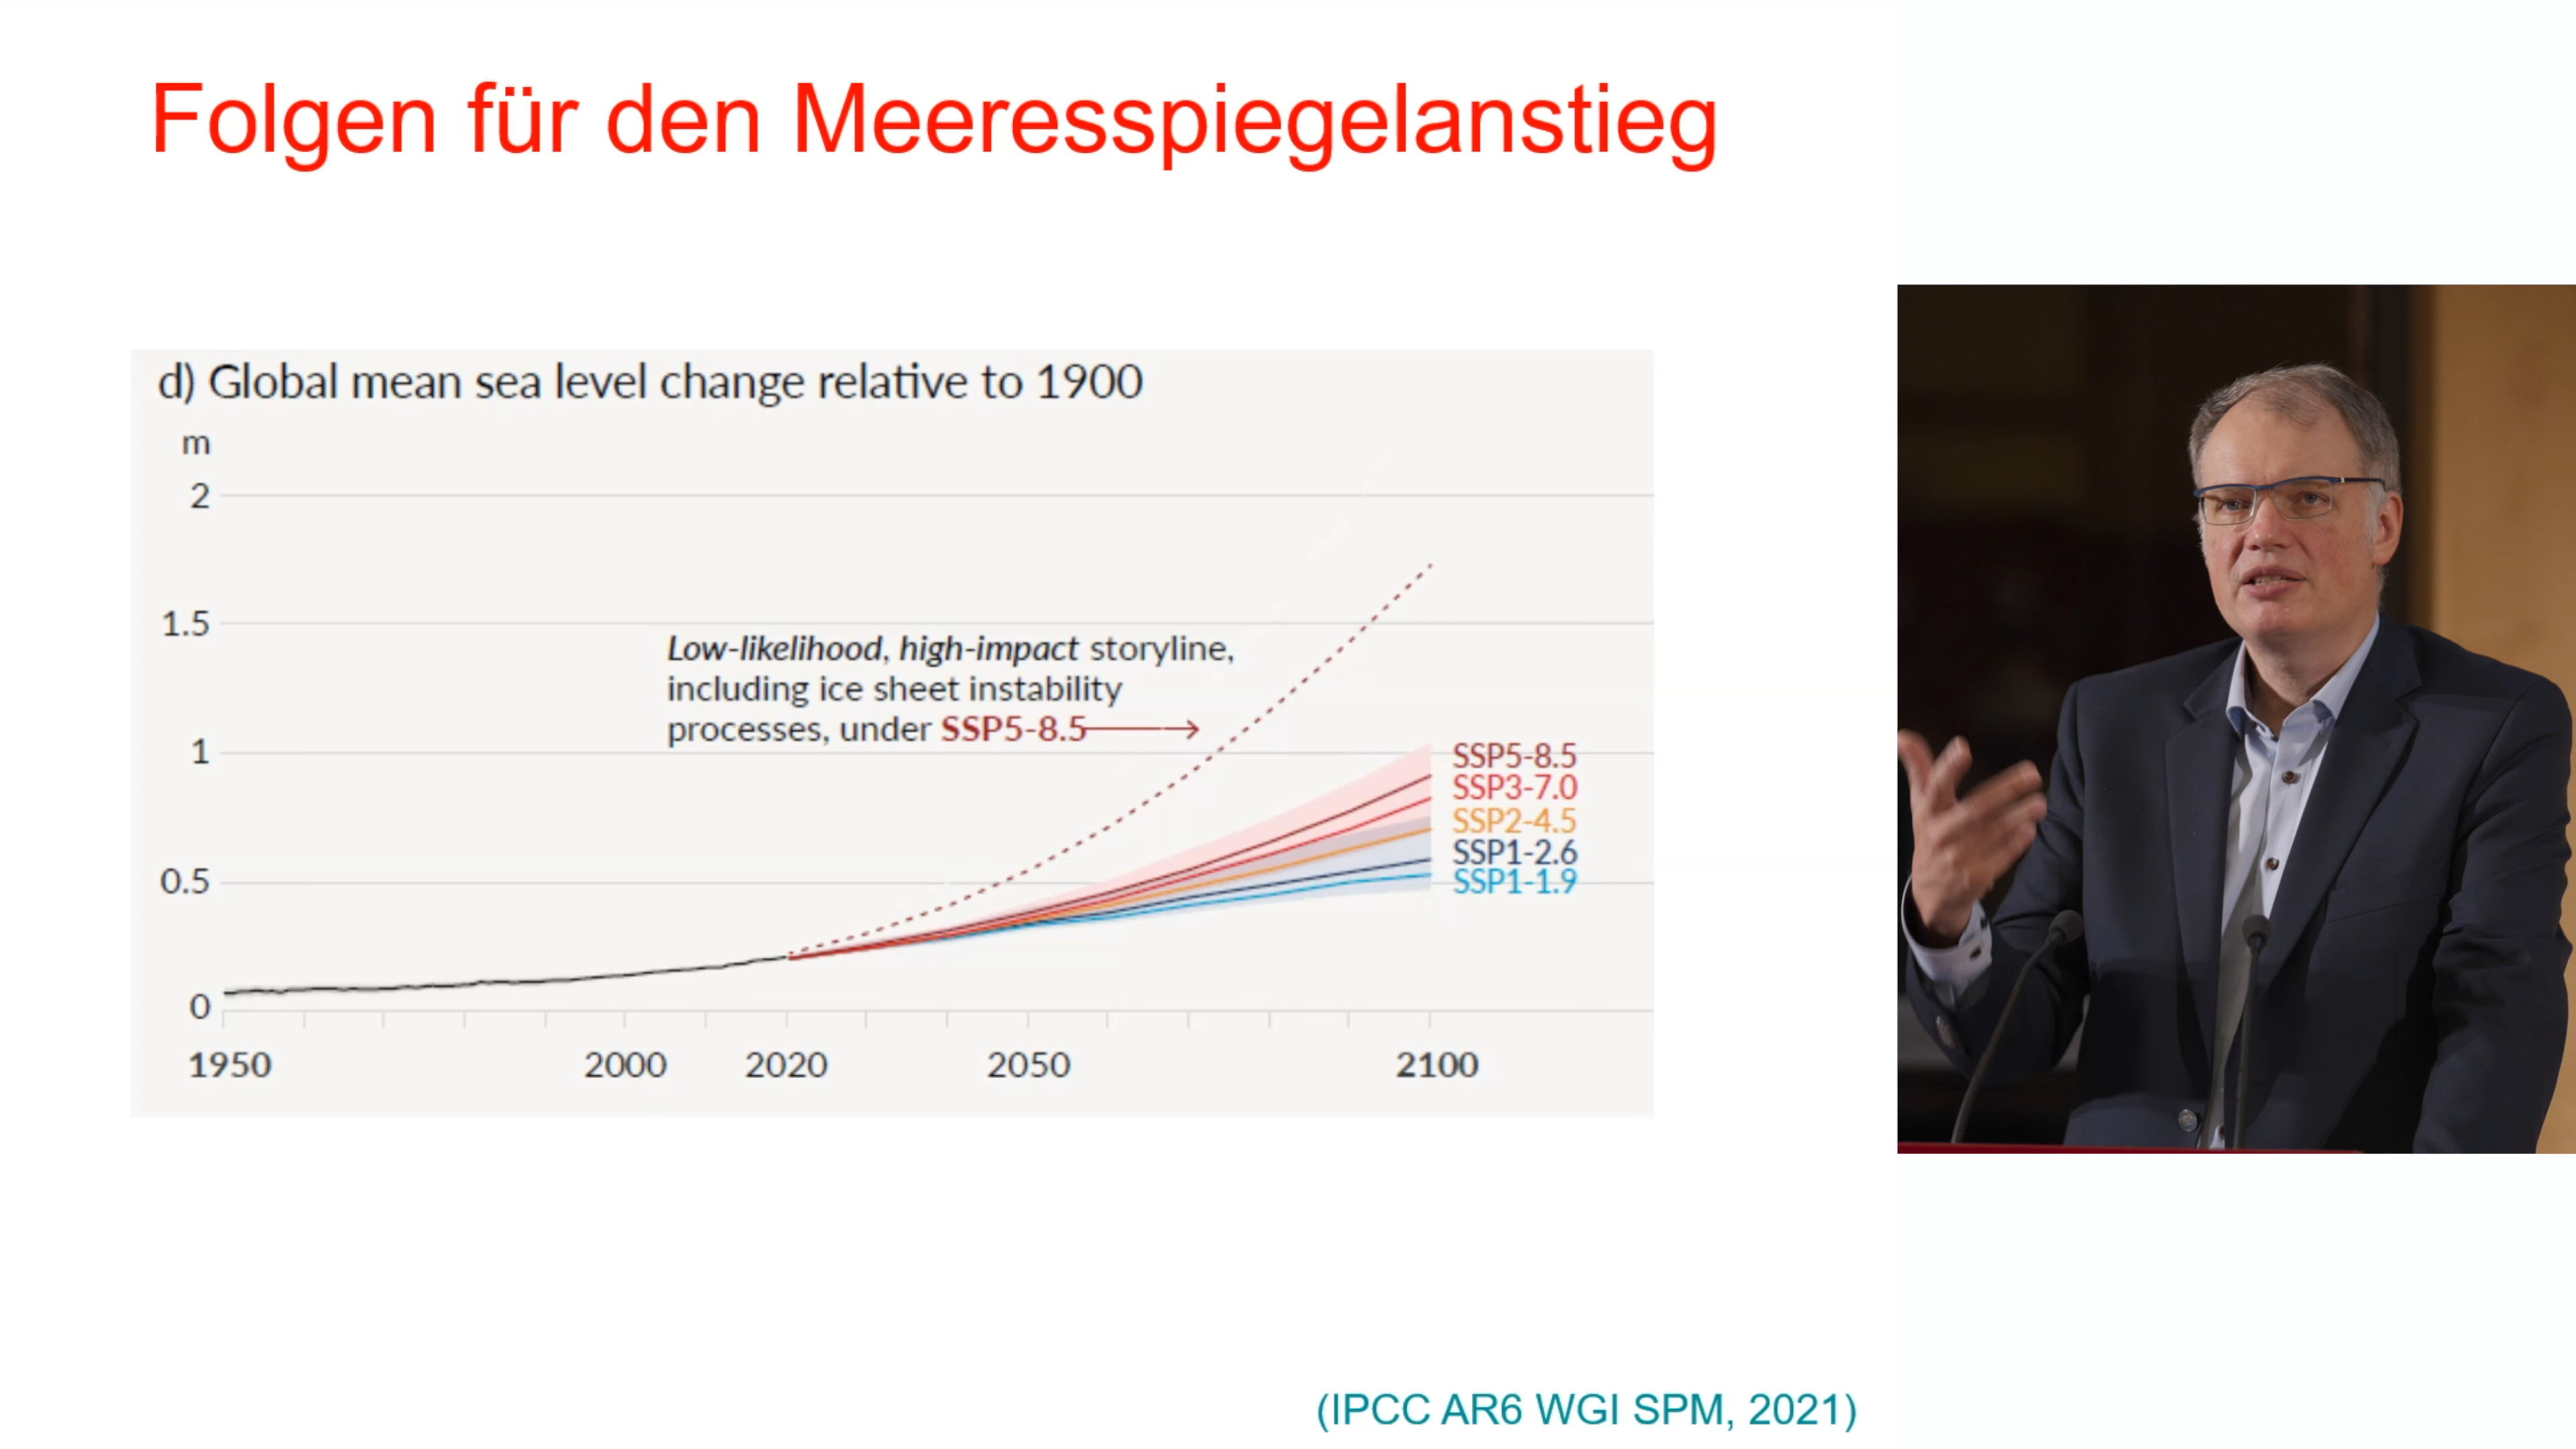 Folgen für den Meeresspiegelanstieg
d) Global mean sea level change relative to 1900
m
2
1.5
Low-likelihood, high-impact storyline,
including ice sheet instability
processes, under SSP5-8.5
1
SSP5-8.5
SSP3-7.0
SSP2-4.5
SSP1-2.6
SSP1-1.9
0.5
0
1950 2000 2020 2050 2100
(IPCC AR6 WGI SPM, 2021)